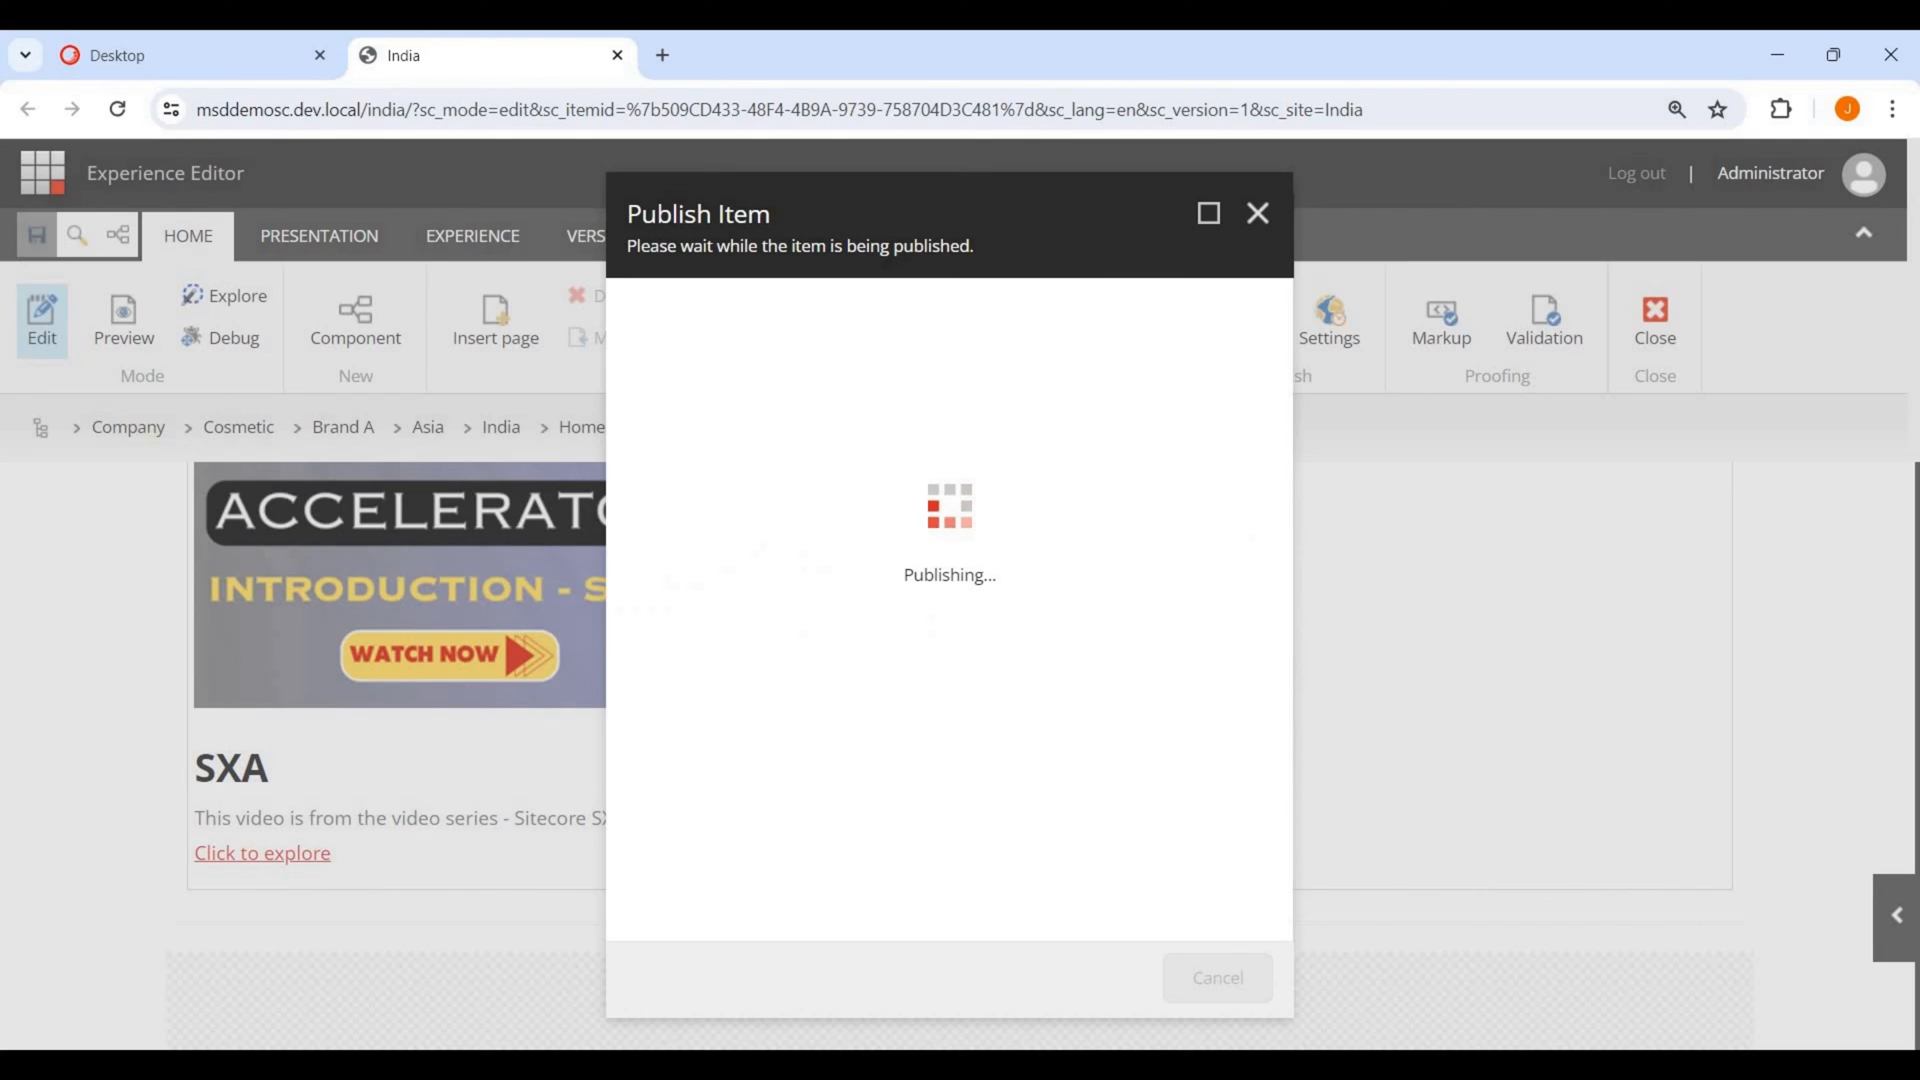 Desktop
India
msddemosc.dev.local/india/?sc_mode=edit&sc_itemid=%7b509CD433-48F4-4B9A-9739-758704D3C481%7d&sc_lang=en&sc_version=1&sc_site=India
J
Experience Editor
Log out | Administrator
HOME
PRESENTATION
EXPERIENCE
VERS
Publish Item
Please wait while the item is being published.
Edit
Preview
Explore
Debug
Mode
Component
New
Insert page
D
M
Settings
sh
Markup
Validation
Proofing
Close
Close
> Company > Cosmetic > Brand A > Asia > India > Home
ACCELERATO
INTRODUCTION - S
WATCH NOW
Publishing...
SXA
This video is from the video series - Sitecore SX
Click to explore
Cancel